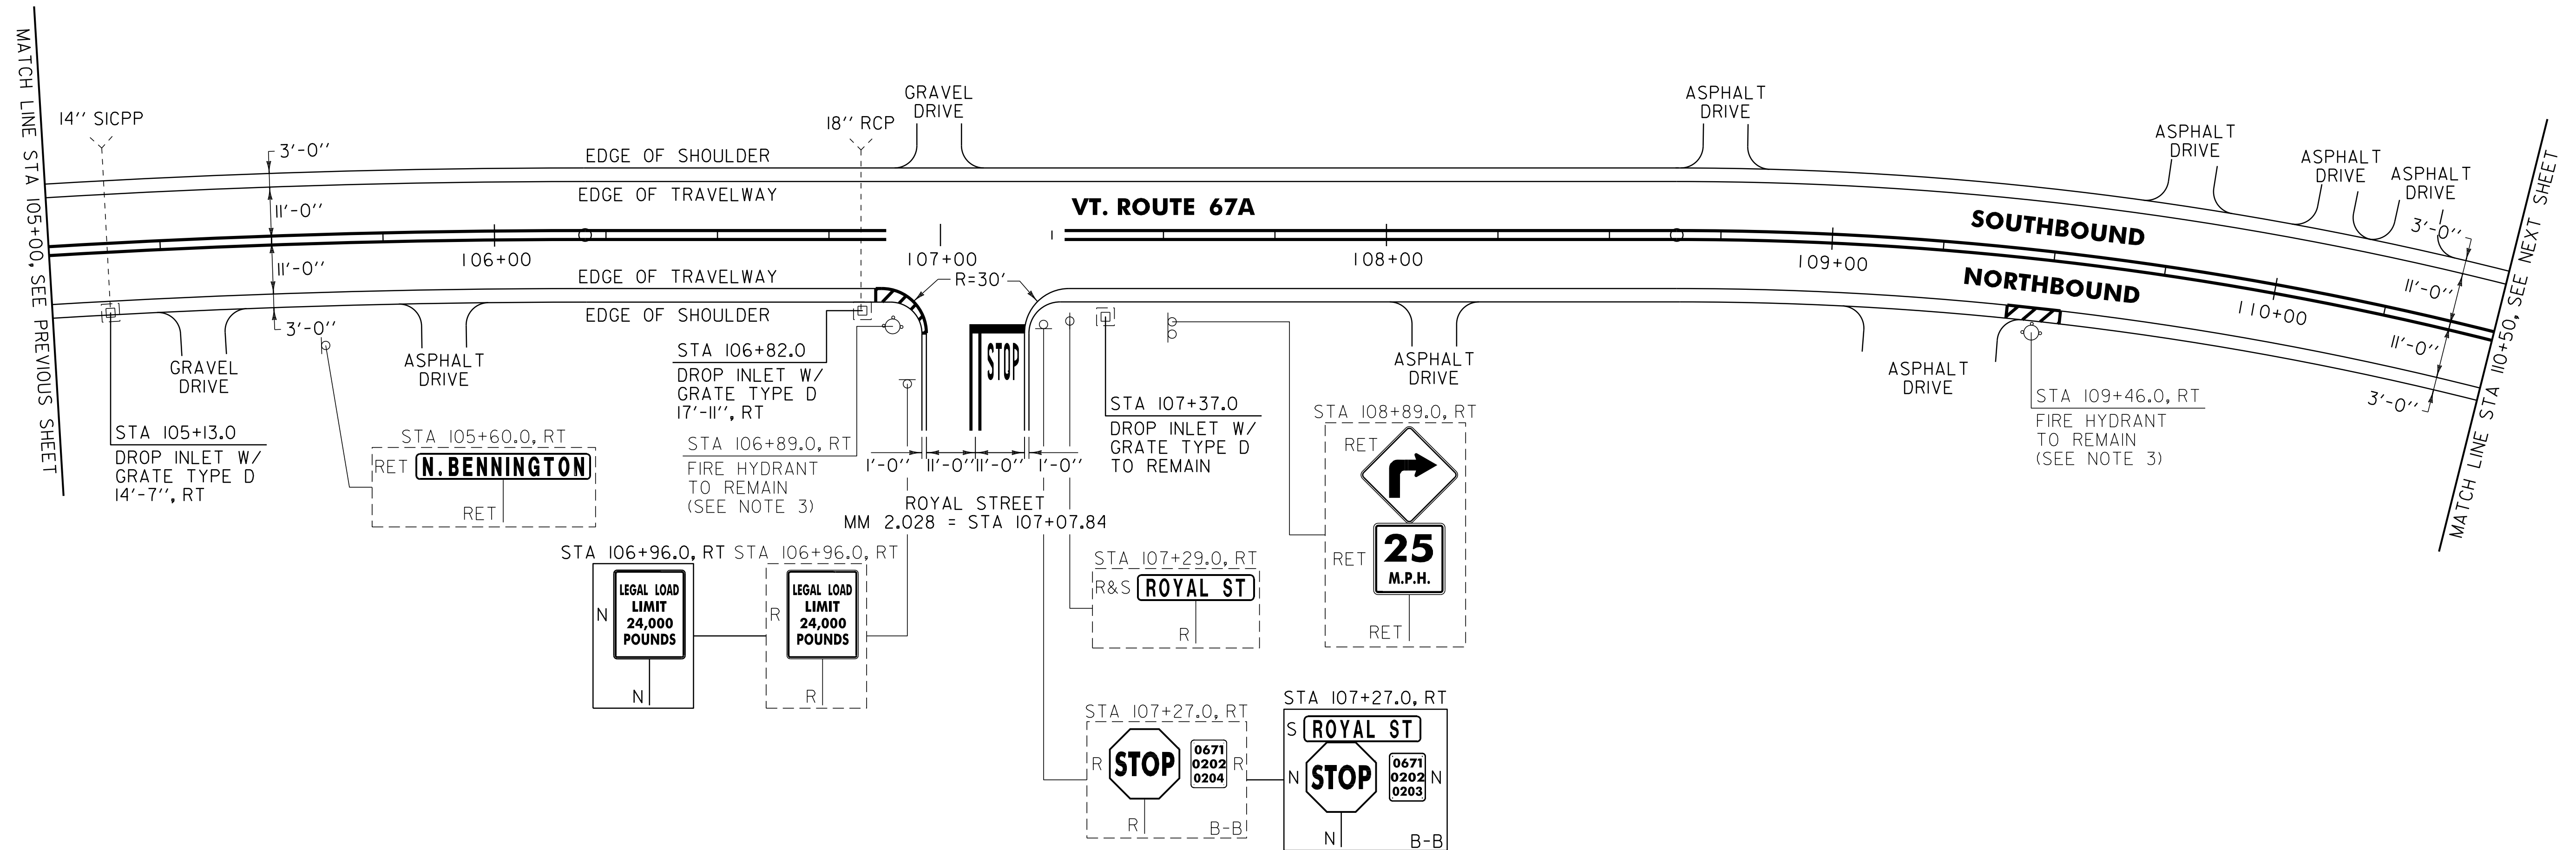 MATCH LINE STA 105+00, SEE PREVIOUS SHEET
14'' SICPP
3'-0''
11'-0''
11'-0''
3'-0''
EDGE OF SHOULDER
EDGE OF TRAVELWAY
18'' RCP
GRAVEL
DRIVE
VT. ROUTE 67A
ASPHALT
DRIVE
ASPHALT
DRIVE
ASPHALT
DRIVE
ASPHALT
DRIVE
SOUTHBOUND
NORTHBOUND
3'-0''
11'-0''
11'-0''
3'-0''
MATCH LINE STA 110+50, SEE NEXT SHEET
106+00
107+00
108+00
109+00
110+00
EDGE OF TRAVELWAY
EDGE OF SHOULDER
R=30'
GRAVEL
DRIVE
ASPHALT
DRIVE
STOP
ASPHALT
DRIVE
ASPHALT
DRIVE
STA 105+13.0
DROP INLET W/
GRATE TYPE D
14'-7'', RT
STA 105+60.0, RT
RET N. BENNINGTON
RET
STA 106+82.0
DROP INLET W/
GRATE TYPE D
17'-11'', RT
STA 106+89.0, RT
FIRE HYDRANT
TO REMAIN
(SEE NOTE 3)
1'-0'' 11'-0'' 11'-0'' 1'-0''
ROYAL STREET
MM 2.028 = STA 107+07.84
STA 107+37.0
DROP INLET W/
GRATE TYPE D
TO REMAIN
STA 108+89.0, RT
RET
RET
25
M.P.H.
RET
STA 109+46.0, RT
FIRE HYDRANT
TO REMAIN
(SEE NOTE 3)
STA 106+96.0, RT
N
LEGAL LOAD
LIMIT
24,000
POUNDS
N
STA 106+96.0, RT
R
LEGAL LOAD
LIMIT
24,000
POUNDS
R
STA 107+29.0, RT
R&S ROYAL ST
R
STA 107+27.0, RT
R STOP
0671
0202
0204
R
R
B-B
STA 107+27.0, RT
S ROYAL ST
N STOP
0671
0202
0203
N
N
B-B